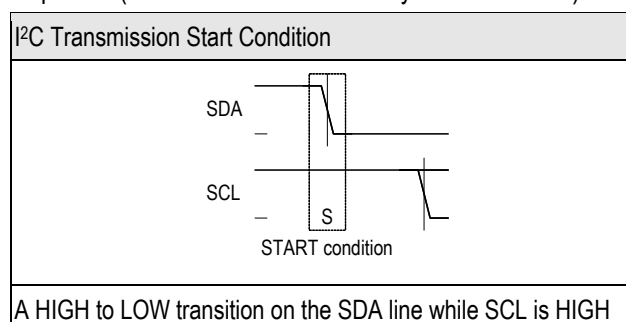 I²C Transmission Start Condition
SDA
SCL
S
START condition
A HIGH to LOW transition on the SDA line while SCL is HIGH